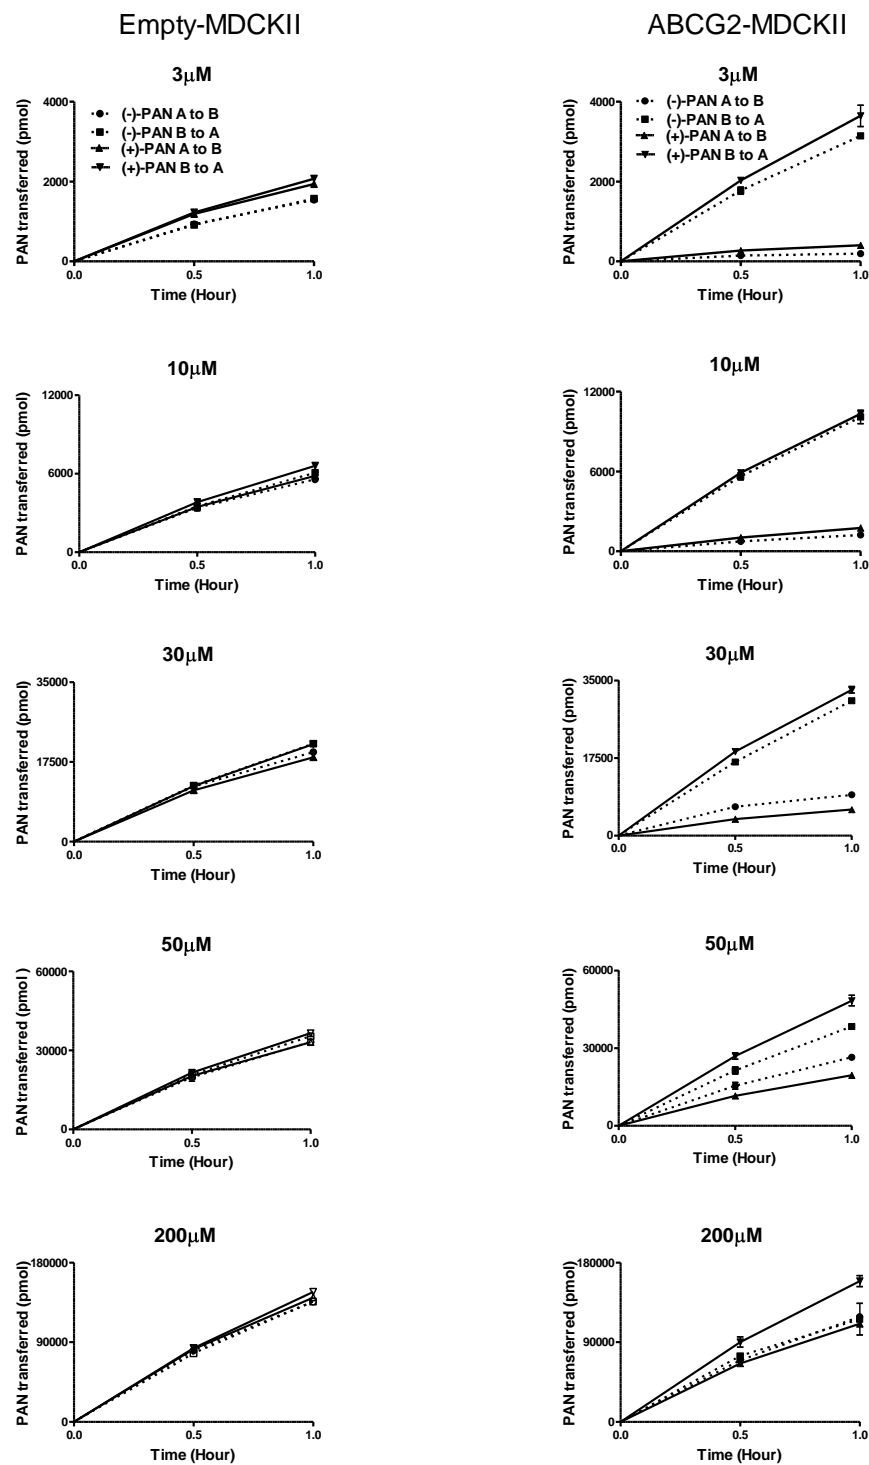 Empty-MDCKII
ABCG2-MDCKII
3μM
PAN transferred (pmol)
4000
2000
0
(-)-PAN A to B
(-)-PAN B to A
(+)-PAN A to B
(+)-PAN B to A
0.0
0.5
1.0
Time (Hour)
3μM
PAN transferred (pmol)
4000
2000
0
(-)-PAN A to B
(-)-PAN B to A
(+)-PAN A to B
(+)-PAN B to A
0.0
0.5
1.0
Time (Hour)
10μM
PAN transferred (pmol)
12000
6000
0
0.0
0.5
1.0
Time (Hour)
10μM
PAN transferred (pmol)
12000
6000
0
0.0
0.5
1.0
Time (Hour)
30μM
PAN transferred (pmol)
35000
17500
0
0.0
0.5
1.0
Time (Hour)
30μM
PAN transferred (pmol)
35000
17500
0
0.0
0.5
1.0
Time (Hour)
50μM
PAN transferred (pmol )
60000
30000
0
0.0
0.5
1.0
Time (Hour)
50μM
PAN transferred (pmol)
60000
30000
0
0.0
0.5
1.0
Time (Hour)
200μM
PAN transferred (pmol)
180000
90000
0
0.0
0.5
1.0
Time (Hour)
200μM
PAN transferred (pmol)
180000
90000
0
0.0
0.5
1.0
Time (Hour)